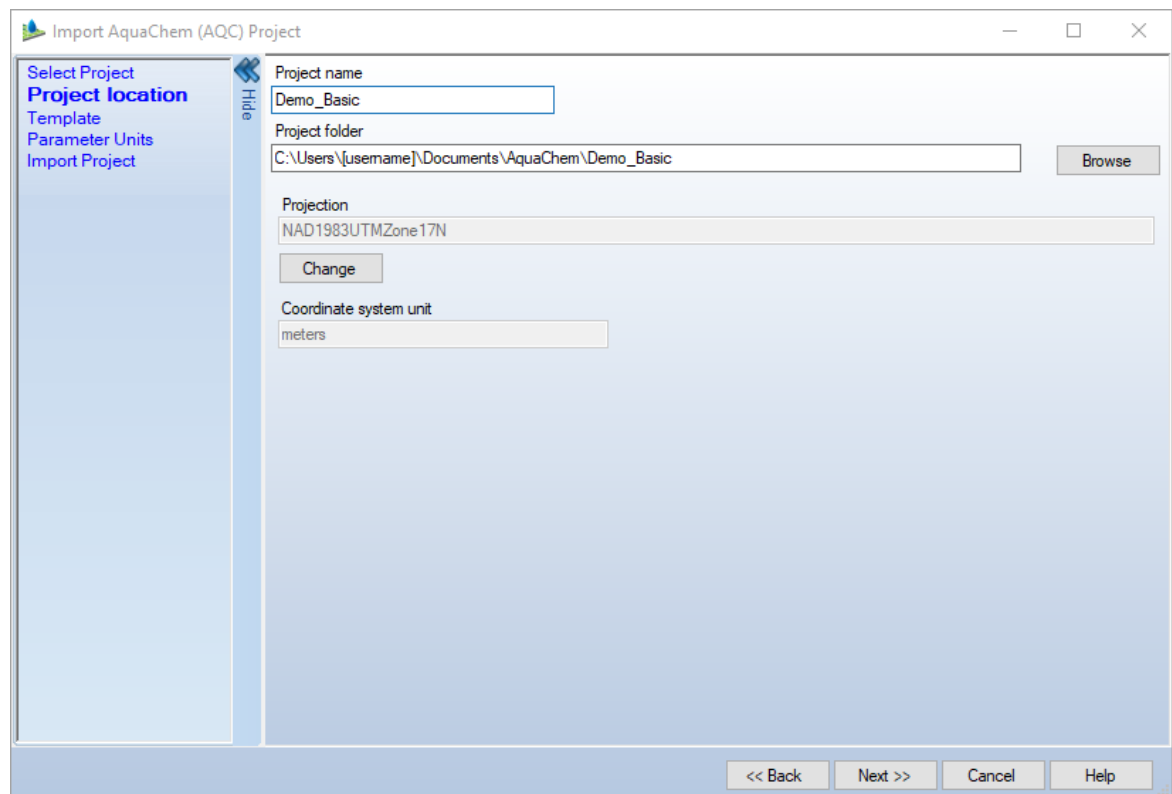 Import AquaChem (AQC) Project
Select Project
Project location
Template
Parameter Units
Import Project
Hide
Project name
Demo_Basic
Project folder
C:\Users\[username]\Documents\AquaChem\Demo_Basic
Browse
Projection
NAD1983UTMZone17N
Change
Coordinate system unit
meters
<< Back Next >> Cancel Help